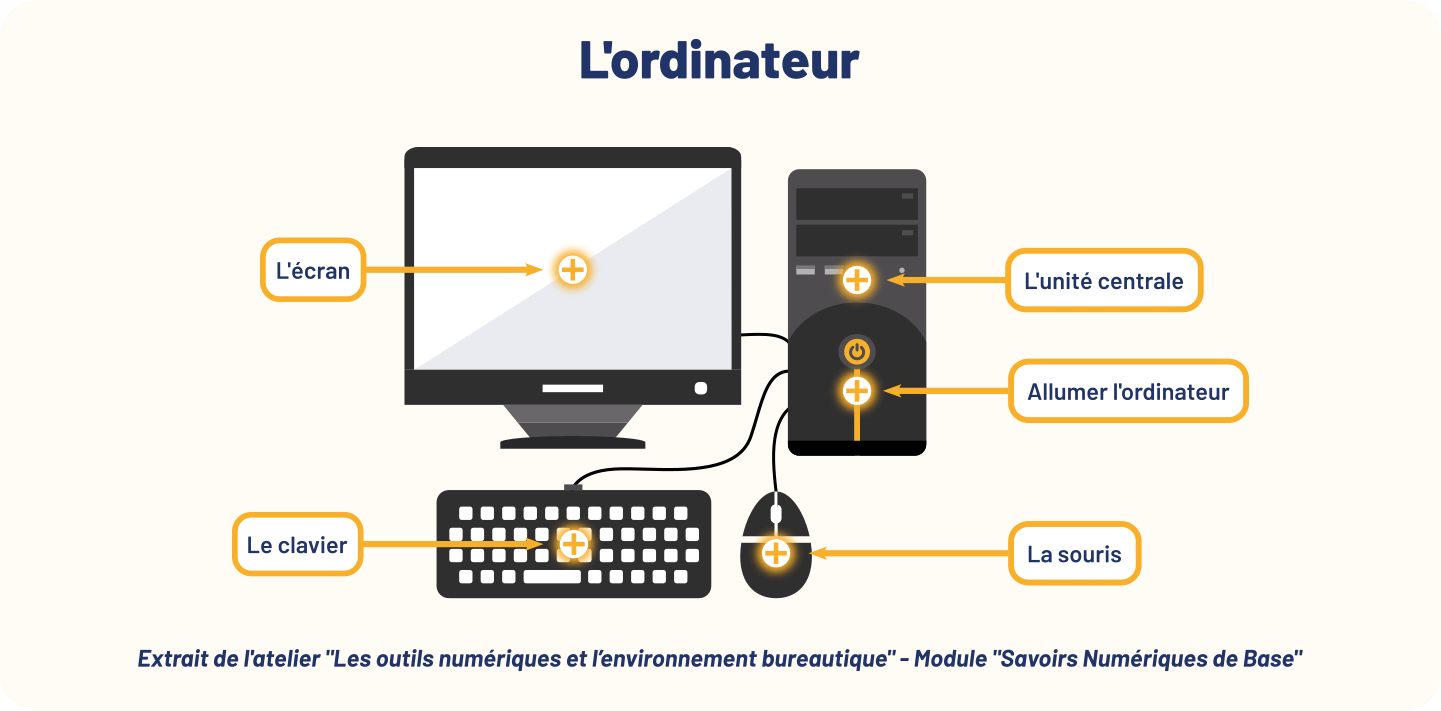 L'ordinateur
L'écran
L'unité centrale
Allumer l'ordinateur
Le clavier
La souris
Extrait de l'atelier "Les outils numériques et l’environnement bureautique" - Module "Savoirs Numériques de Base"